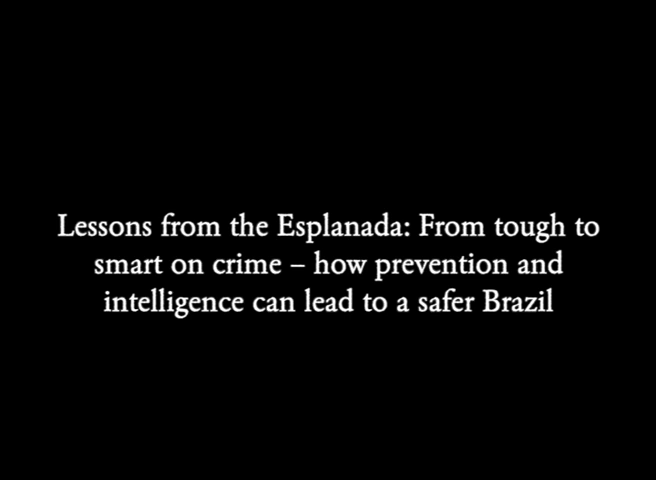 Lessons from the Esplanada: From tough to
smart on crime – how prevention and
intelligence can lead to a safer Brazil